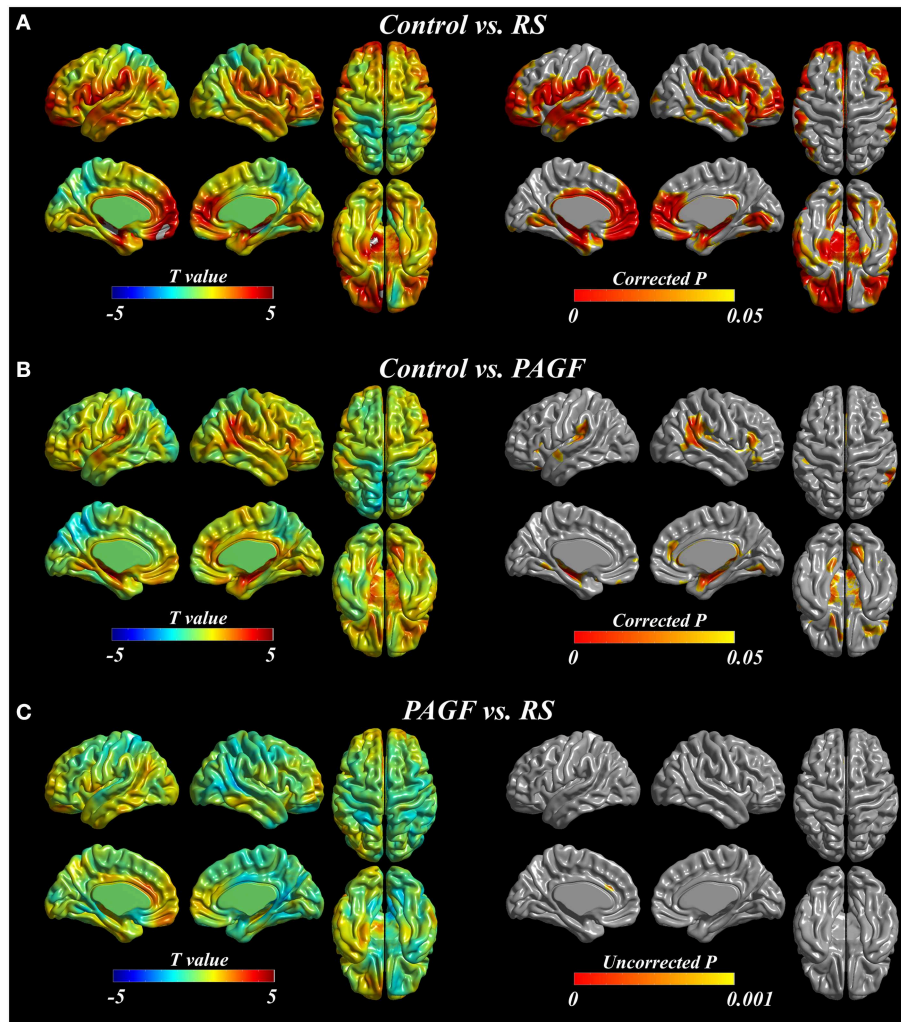 A
Control vs. RS
T value
-5
5
Corrected P
0
0.05
B
Control vs. PAGF
T value
-5
5
Corrected P
0
0.05
C
PAGF vs. RS
T value
-5
5
Uncorrected P
0
0.001